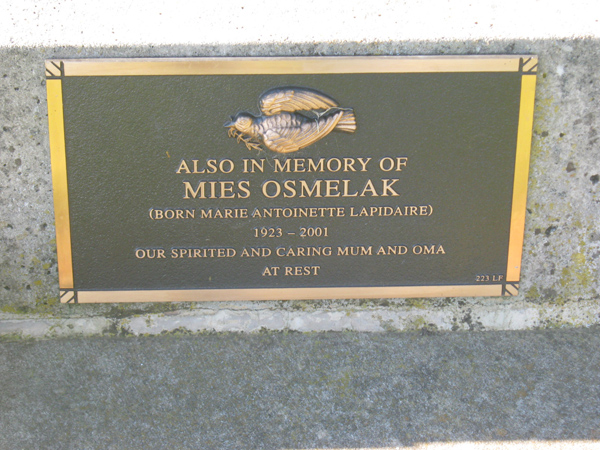 ALSO IN MEMORY OF
MIES OSMELAK
(BORN MARIE ANTOINETTE LAPIDAIRE)
1923 – 2001
OUR SPIRITED AND CARING MUM AND OMA
AT REST
223 LF